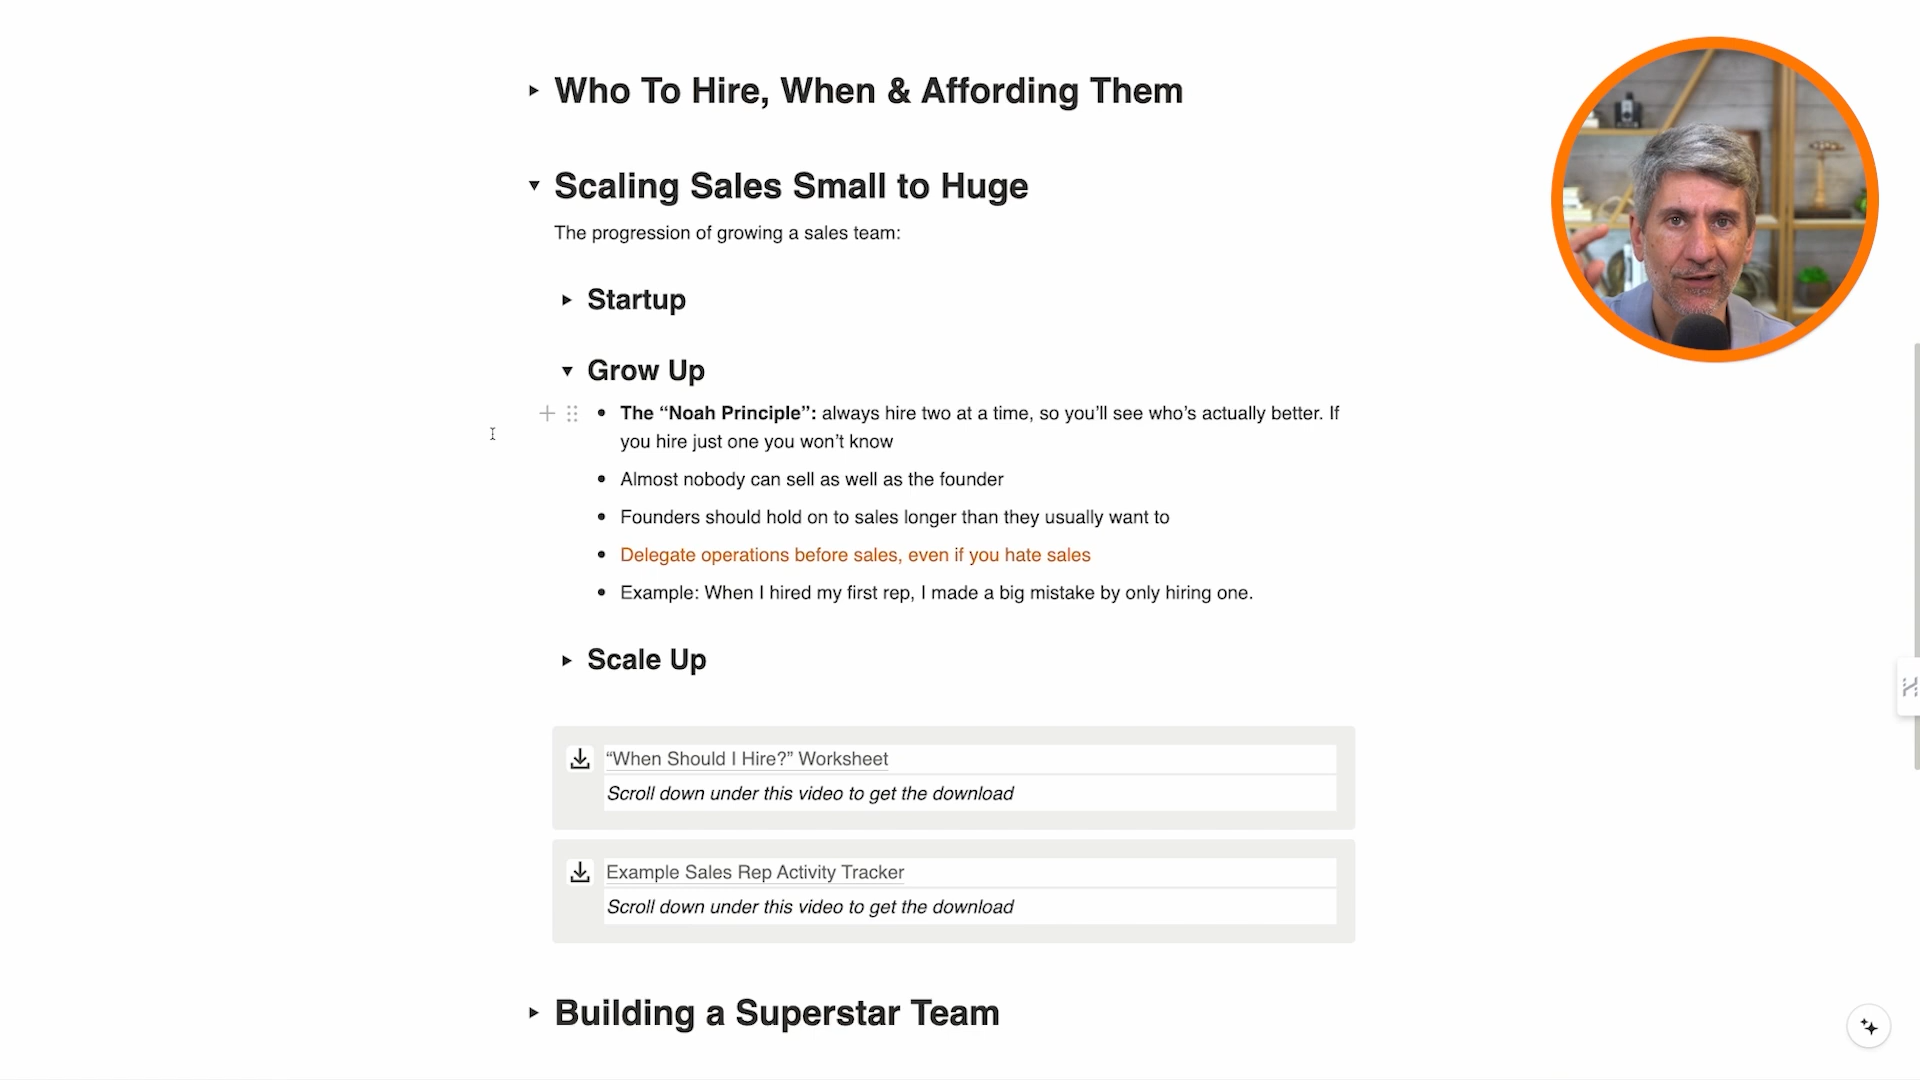 Who To Hire, When & Affording Them
Scaling Sales Small to Huge
The progression of growing a sales team:
Startup
Grow Up
The “Noah Principle”: always hire two at a time, so you’ll see who’s actually better. If
you hire just one you won’t know
Almost nobody can sell as well as the founder
Founders should hold on to sales longer than they usually want to
Delegate operations before sales, even if you hate sales
Example: When I hired my first rep, I made a big mistake by only hiring one.
Scale Up
“When Should I Hire?” Worksheet
Scroll down under this video to get the download
Example Sales Rep Activity Tracker
Scroll down under this video to get the download
Building a Superstar Team